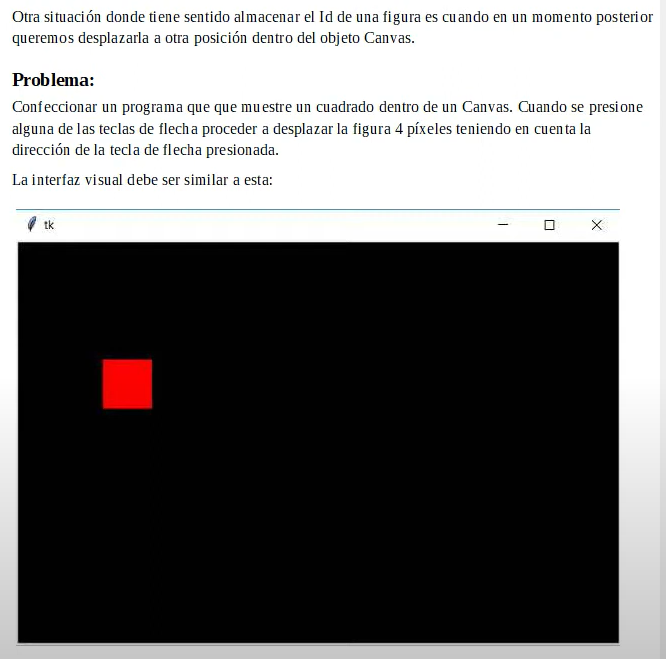 Otra situación donde tiene sentido almacenar el Id de una figura es cuando en un momento posterior
queremos desplazarla a otra posición dentro del objeto Canvas.
Problema:
Confeccionar un programa que que muestre un cuadrado dentro de un Canvas. Cuando se presione
alguna de las teclas de flecha proceder a desplazar la figura 4 píxeles teniendo en cuenta la
dirección de la tecla de flecha presionada.
La interfaz visual debe ser similar a esta:
tk